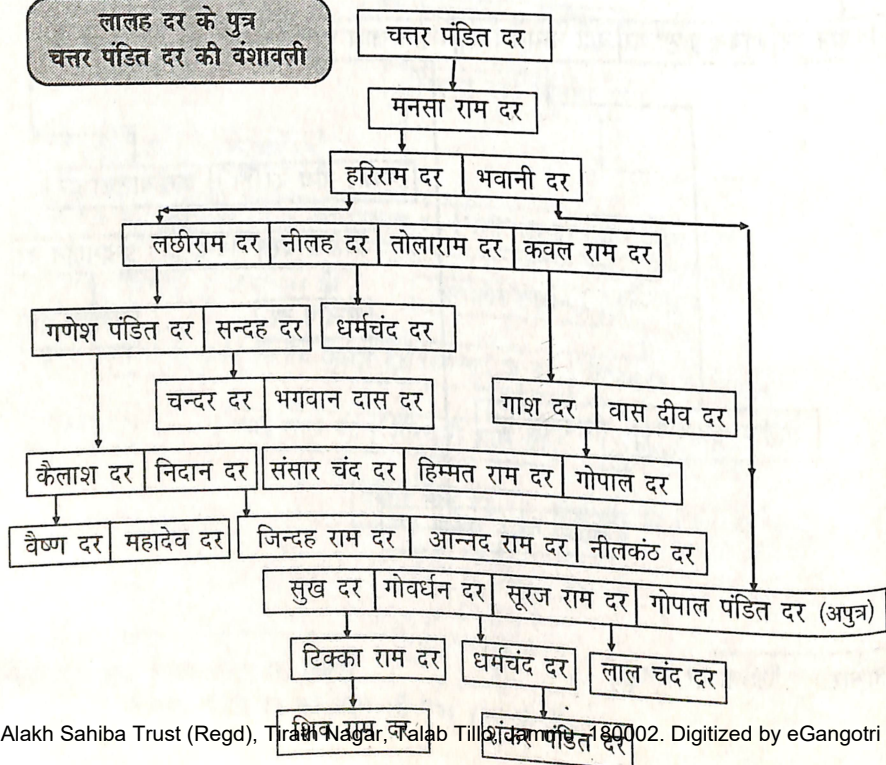 लालह दर के पुत्र
चत्तर पंडित दर की वंशावली
चत्तर पंडित दर
मनसा राम दर
हरिराम दर भवानी दर
लछीराम दर नीलह दर तोलाराम दर कवल राम दर
गणेश पंडित दर सन्दह दर धर्मचंद दर
चन्दर दर भगवान दास दर गाश दर वास दीव दर
कैलाश दर निदान दर संसार चंद दर हिम्मत राम दर गोपाल दर
वैष्ण दर महादेव दर जिन्दह राम दर आन्नद राम दर नीलकंठ दर
सुख दर गोवर्धन दर सूरज राम दर गोपाल पंडित दर (अपुत्र)
टिक्का राम दर धर्मचंद दर लाल चंद दर
शिव राम दर शंकर पंडित दर
Alakh Sahiba Trust (Regd), Tirath Nagar, Talab Tillo, Jammu -180002. Digitized by eGangotri